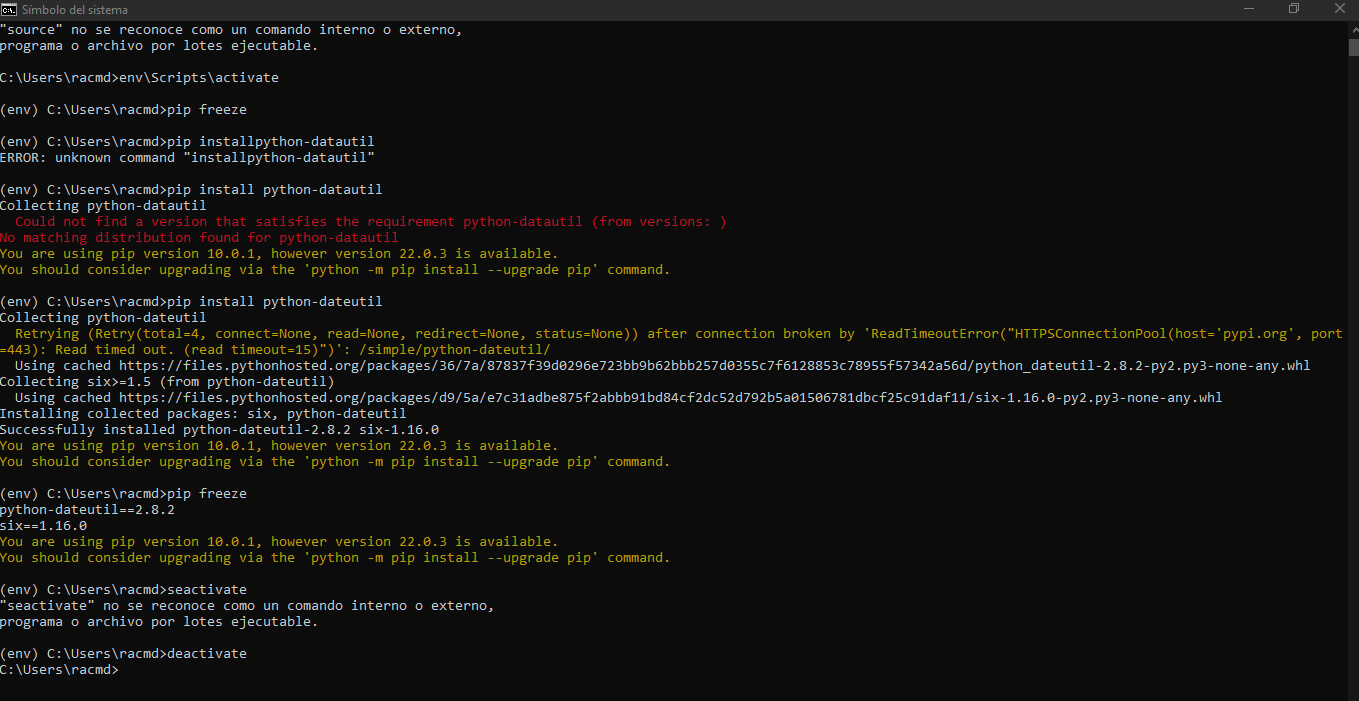 Símbolo del sistema
"source" no se reconoce como un comando interno o externo,
programa o archivo por lotes ejecutable.
C:\Users\racmd>env\Scripts\activate
(env) C:\Users\racmd>pip freeze
(env) C:\Users\racmd>pip installpython-datautil
ERROR: unknown command "installpython-datautil"
(env) C:\Users\racmd>pip install python-datautil
Collecting python-datautil
Could not find a version that satisfies the requirement python-datautil (from versions: )
No matching distribution found for python-datautil
You are using pip version 10.0.1, however version 22.0.3 is available.
You should consider upgrading via the 'python -m pip install --upgrade pip' command.
(env) C:\Users\racmd>pip install python-dateutil
Collecting python-dateutil
Retrying (Retry(total=4, connect=None, read=None, redirect=None, status=None)) after connection broken by 'ReadTimeoutError("HTTPSConnectionPool(host='pypi.org', port
=443): Read timed out. (read timeout=15)")': /simple/python-dateutil/
Using cached https://files.pythonhosted.org/packages/36/7a/87837f39d0296e723bb9b62bbb257d0355c7f6128853c78955f57342a56d/python_dateutil-2.8.2-py2.py3-none-any.whl
Collecting six>=1.5 (from python-dateutil)
Using cached https://files.pythonhosted.org/packages/d9/5a/e7c31adbe875f2abbb91bd84cf2dc52d792b5a01506781dbcf25c91daf11/six-1.16.0-py2.py3-none-any.whl
Installing collected packages: six, python-dateutil
Successfully installed python-dateutil-2.8.2 six-1.16.0
You are using pip version 10.0.1, however version 22.0.3 is available.
You should consider upgrading via the 'python -m pip install --upgrade pip' command.
(env) C:\Users\racmd>pip freeze
python-dateutil==2.8.2
six==1.16.0
You are using pip version 10.0.1, however version 22.0.3 is available.
You should consider upgrading via the 'python -m pip install --upgrade pip' command.
(env) C:\Users\racmd>seactivate
"seactivate" no se reconoce como un comando interno o externo,
programa o archivo por lotes ejecutable.
(env) C:\Users\racmd>deactivate
C:\Users\racmd>